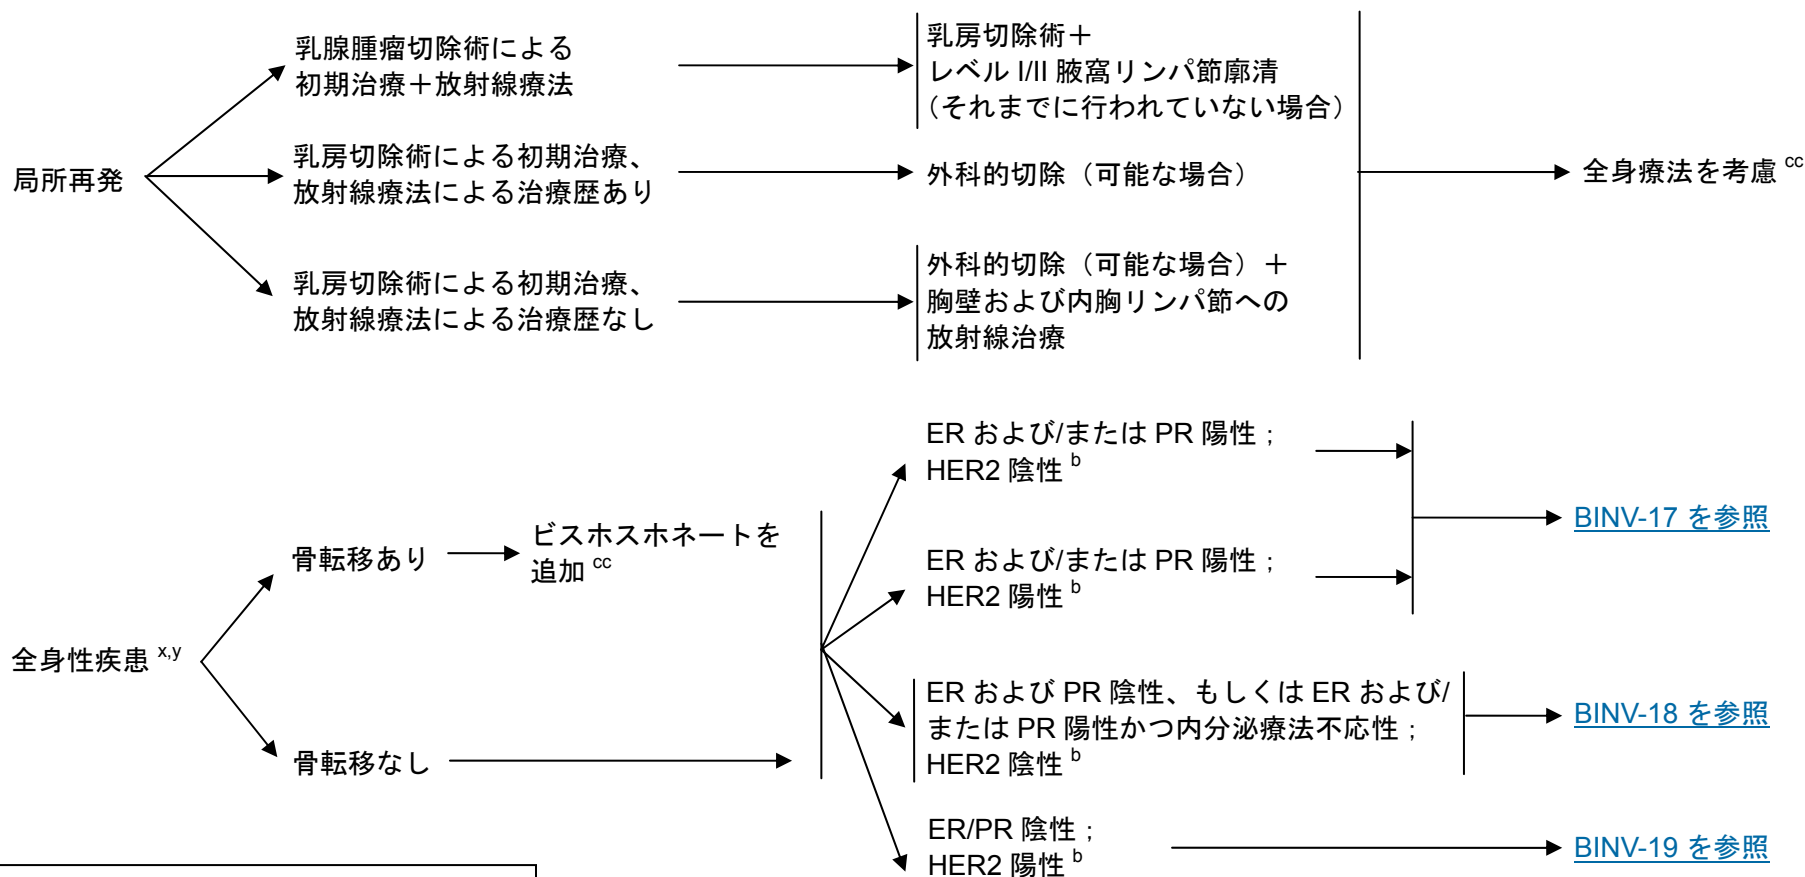 乳腺腫瘤切除術による
初期治療＋放射線療法
乳房切除術＋
レベル I/II 腋窩リンパ節廓清
（それまでに行われていない場合）
局所再発
乳房切除術による初期治療、
放射線療法による治療歴あり
外科的切除（可能な場合）
全身療法を考慮 cc
乳房切除術による初期治療、
放射線療法による治療歴なし
外科的切除（可能な場合）＋
胸壁および内胸リンパ節への
放射線治療
ER および/または PR 陽性；
HER2 陰性 b
BINV-17 を参照
骨転移あり
ビスホスホネートを
追加 cc
ER および/または PR 陽性；
HER2 陽性 b
全身性疾患 x,y
ER および PR 陰性、もしくは ER および/
または PR 陽性かつ内分泌療法不応性；
HER2 陰性 b
BINV-18 を参照
骨転移なし
ER/PR 陰性；
HER2 陽性 b
BINV-19 を参照